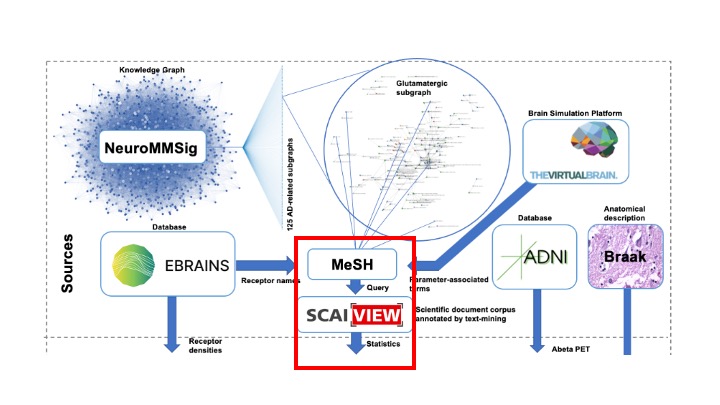 Knowledge Graph
NeuroMMSig
125 AD-related subgraphs
Glutamatergic
subgraph
Brain Simulation Platform
THEVIRTUALBRAIN.
Sources
Database
EBRAINS
Receptor names
MeSH
Query
Parameter-associated
terms
SCAIVIEW
Scientific document corpus
annotated by text-mining
Statistics
Database
ADNI
Anatomical
description
Braak
Receptor
densities
Abeta PET